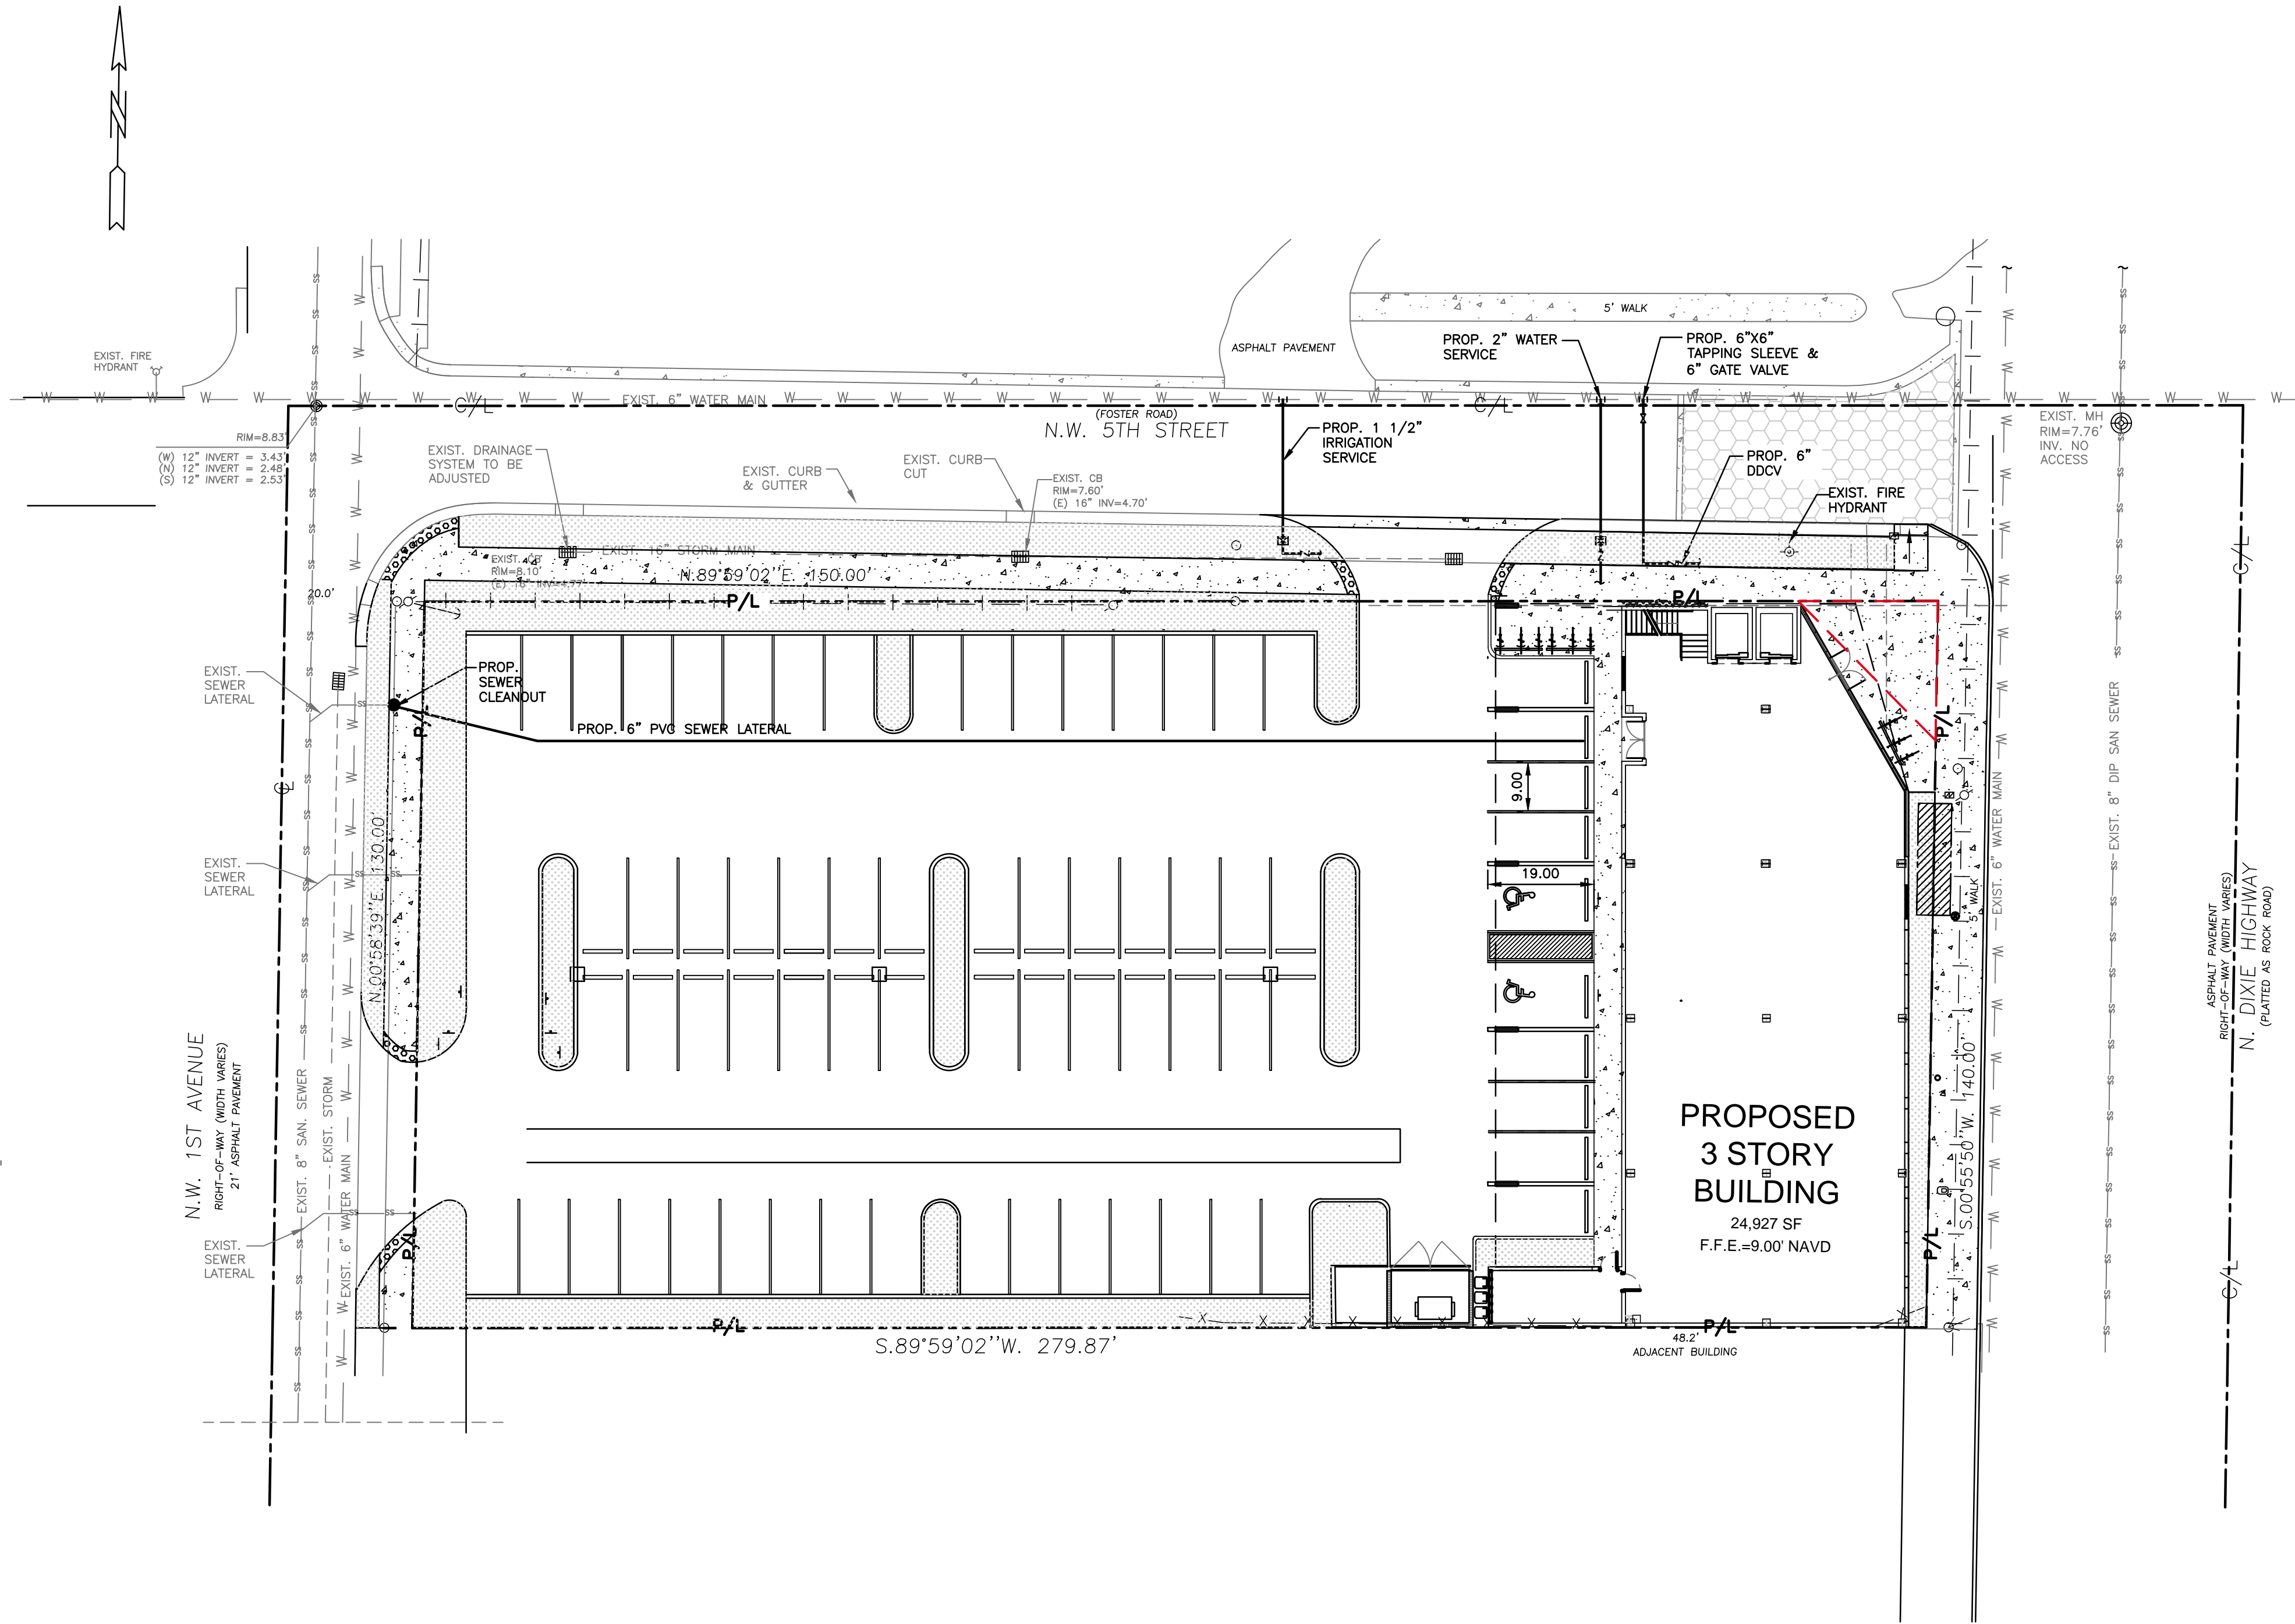 N
5' WALK
ASPHALT PAVEMENT
PROP. 2" WATER
SERVICE
PROP. 6"X6"
TAPPING SLEEVE &
6" GATE VALVE
EXIST. FIRE
HYDRANT
EXIST. 6" WATER MAIN
C/L
C/L
(FOSTER ROAD)
N.W. 5TH STREET
RIM=8.83'
(W) 12" INVERT = 3.43'
(N) 12" INVERT = 2.48'
(S) 12" INVERT = 2.53'
EXIST. DRAINAGE
SYSTEM TO BE
ADJUSTED
EXIST. CURB
& GUTTER
EXIST. CURB
CUT
EXIST. CB
RIM=7.60'
(E) 16" INV=4.70'
PROP. 1 1/2"
IRRIGATION
SERVICE
PROP. 6"
DDCV
EXIST. FIRE
HYDRANT
EXIST. MH
RIM=7.76'
INV. NO
ACCESS
EXIST. 16" STORM MAIN
EXIST. CB
RIM=8.10'
(E) 16" INV=4.77'
N.89°59'02"E. 150.00'
20.0'
P/L
P/L
C/L
EXIST.
SEWER
LATERAL
PROP.
SEWER
CLEANOUT
P/L
PROP. 6" PVC SEWER LATERAL
P/L
9.00
C/L
EXIST.
SEWER
LATERAL
N.00°58'39"E. 130.00'
19.00
5' WALK
EXIST. 6" WATER MAIN
EXIST. 8" DIP SAN SEWER
ASPHALT PAVEMENT
RIGHT-OF-WAY (WIDTH VARIES)
N. DIXIE HIGHWAY
(PLATTED AS ROCK ROAD)
N.W. 1ST AVENUE
RIGHT-OF-WAY (WIDTH VARIES)
21' ASPHALT PAVEMENT
EXIST. 8" SAN. SEWER
EXIST. STORM
EXIST. 6" WATER MAIN
PROPOSED
3 STORY
BUILDING
24,927 SF
F.F.E.=9.00' NAVD
S.00°55'50"W. 140.00'
EXIST.
SEWER
LATERAL
P/L
P/L
C/L
P/L
S.89°59'02"W. 279.87'
P/L
48.2'
ADJACENT BUILDING